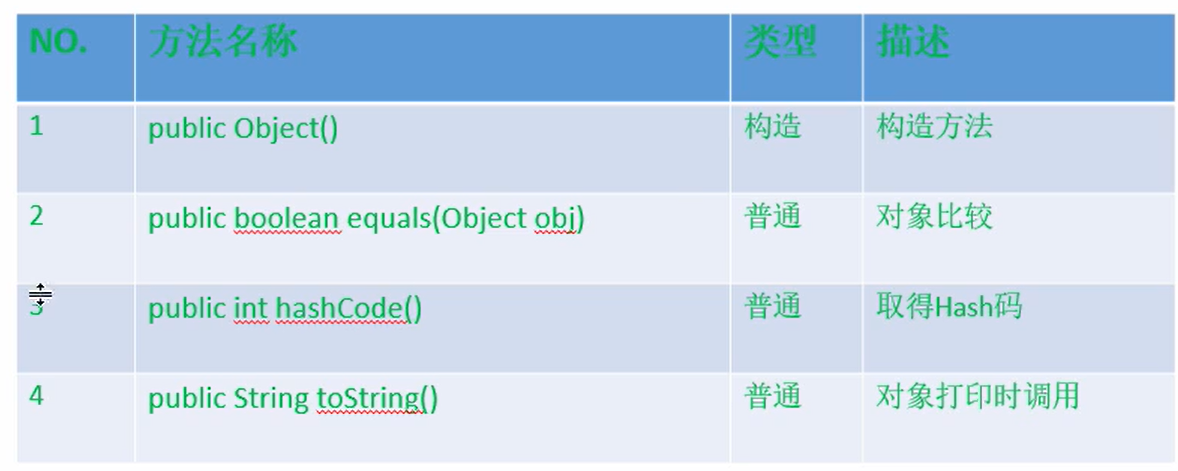 NO. 方法名称 类型 描述
1 public Object() 构造 构造方法
2 public boolean equals(Object obj) 普通 对象比较
3 public int hashCode() 普通 取得Hash码
4 public String toString() 普通 对象打印时调用